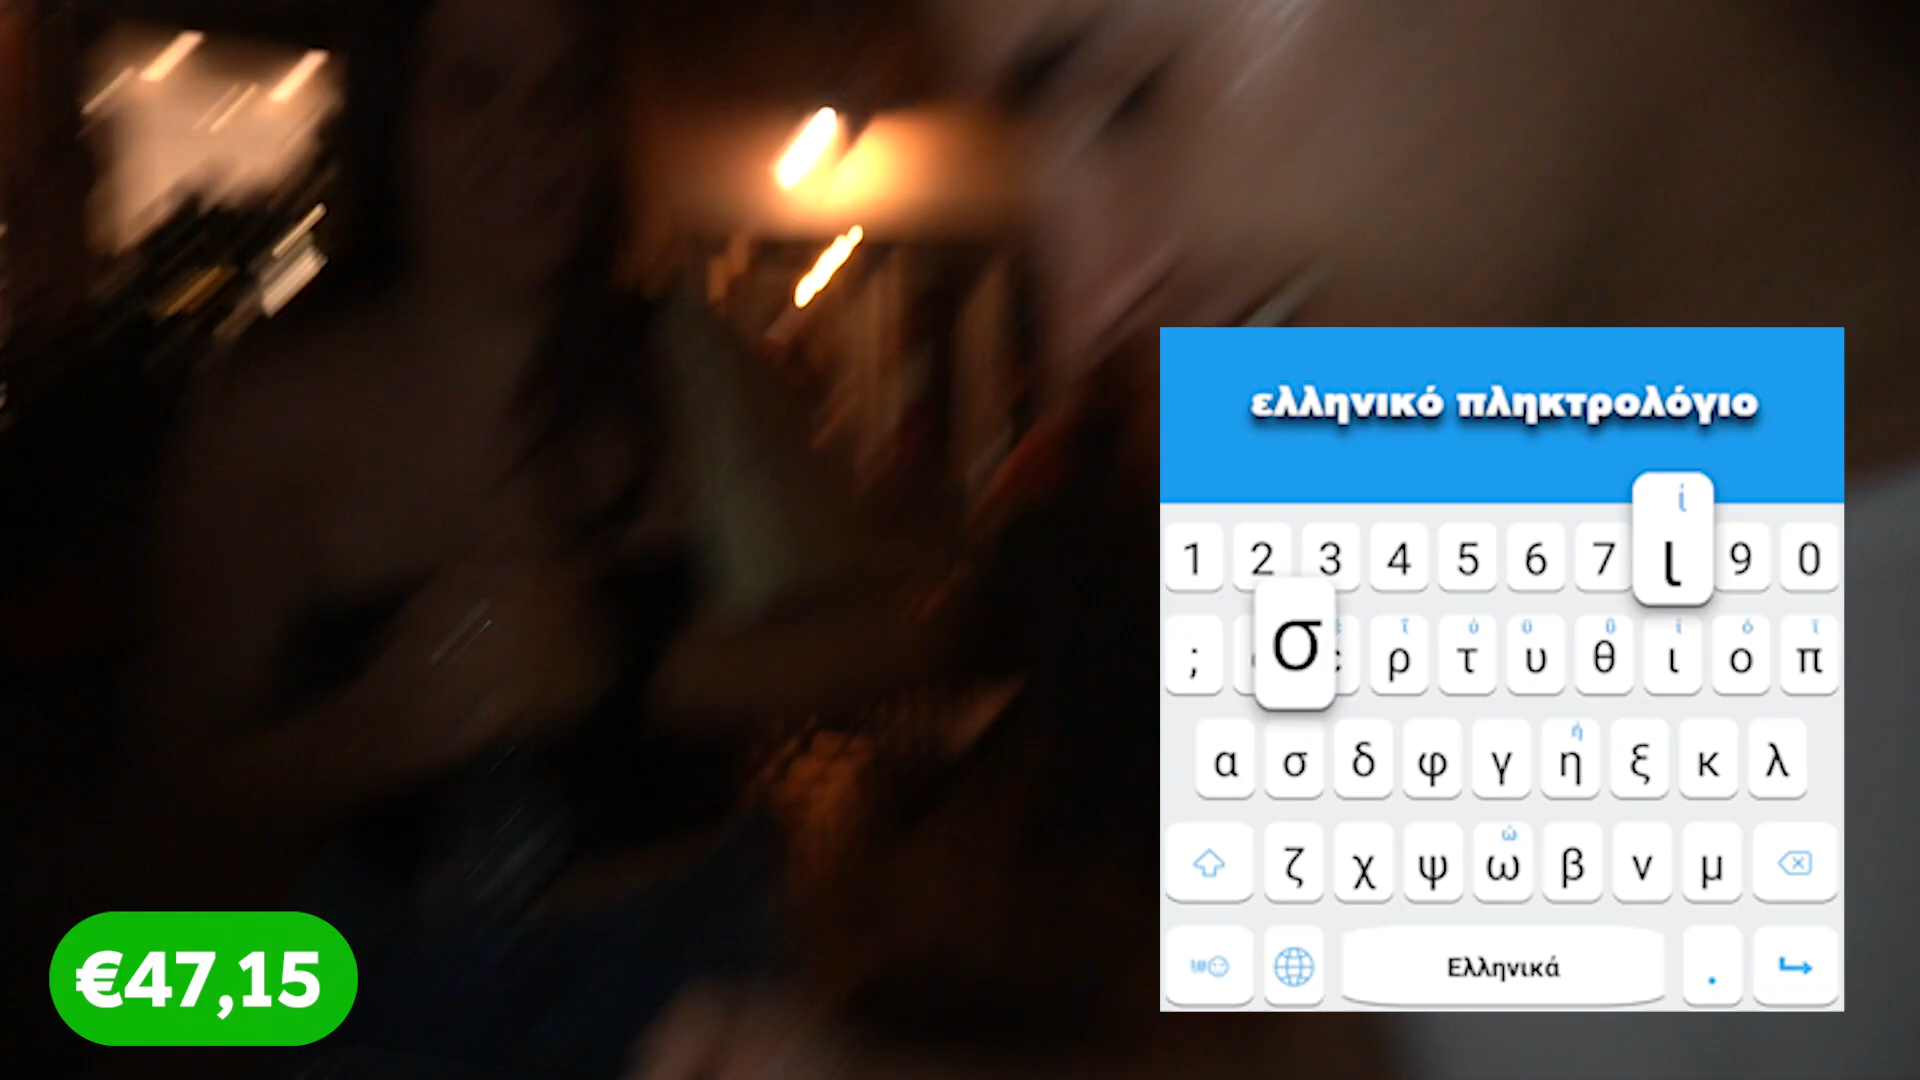 ελληνικό πληκτρολόγιο
ί
ι
1 2 3 4 5 6 7 9 0
σ
; ρ τ υ θ ι ο π
α σ δ φ γ η ξ κ λ
ζ χ ψ ω β ν μ
Ελληνικά .
€47,15